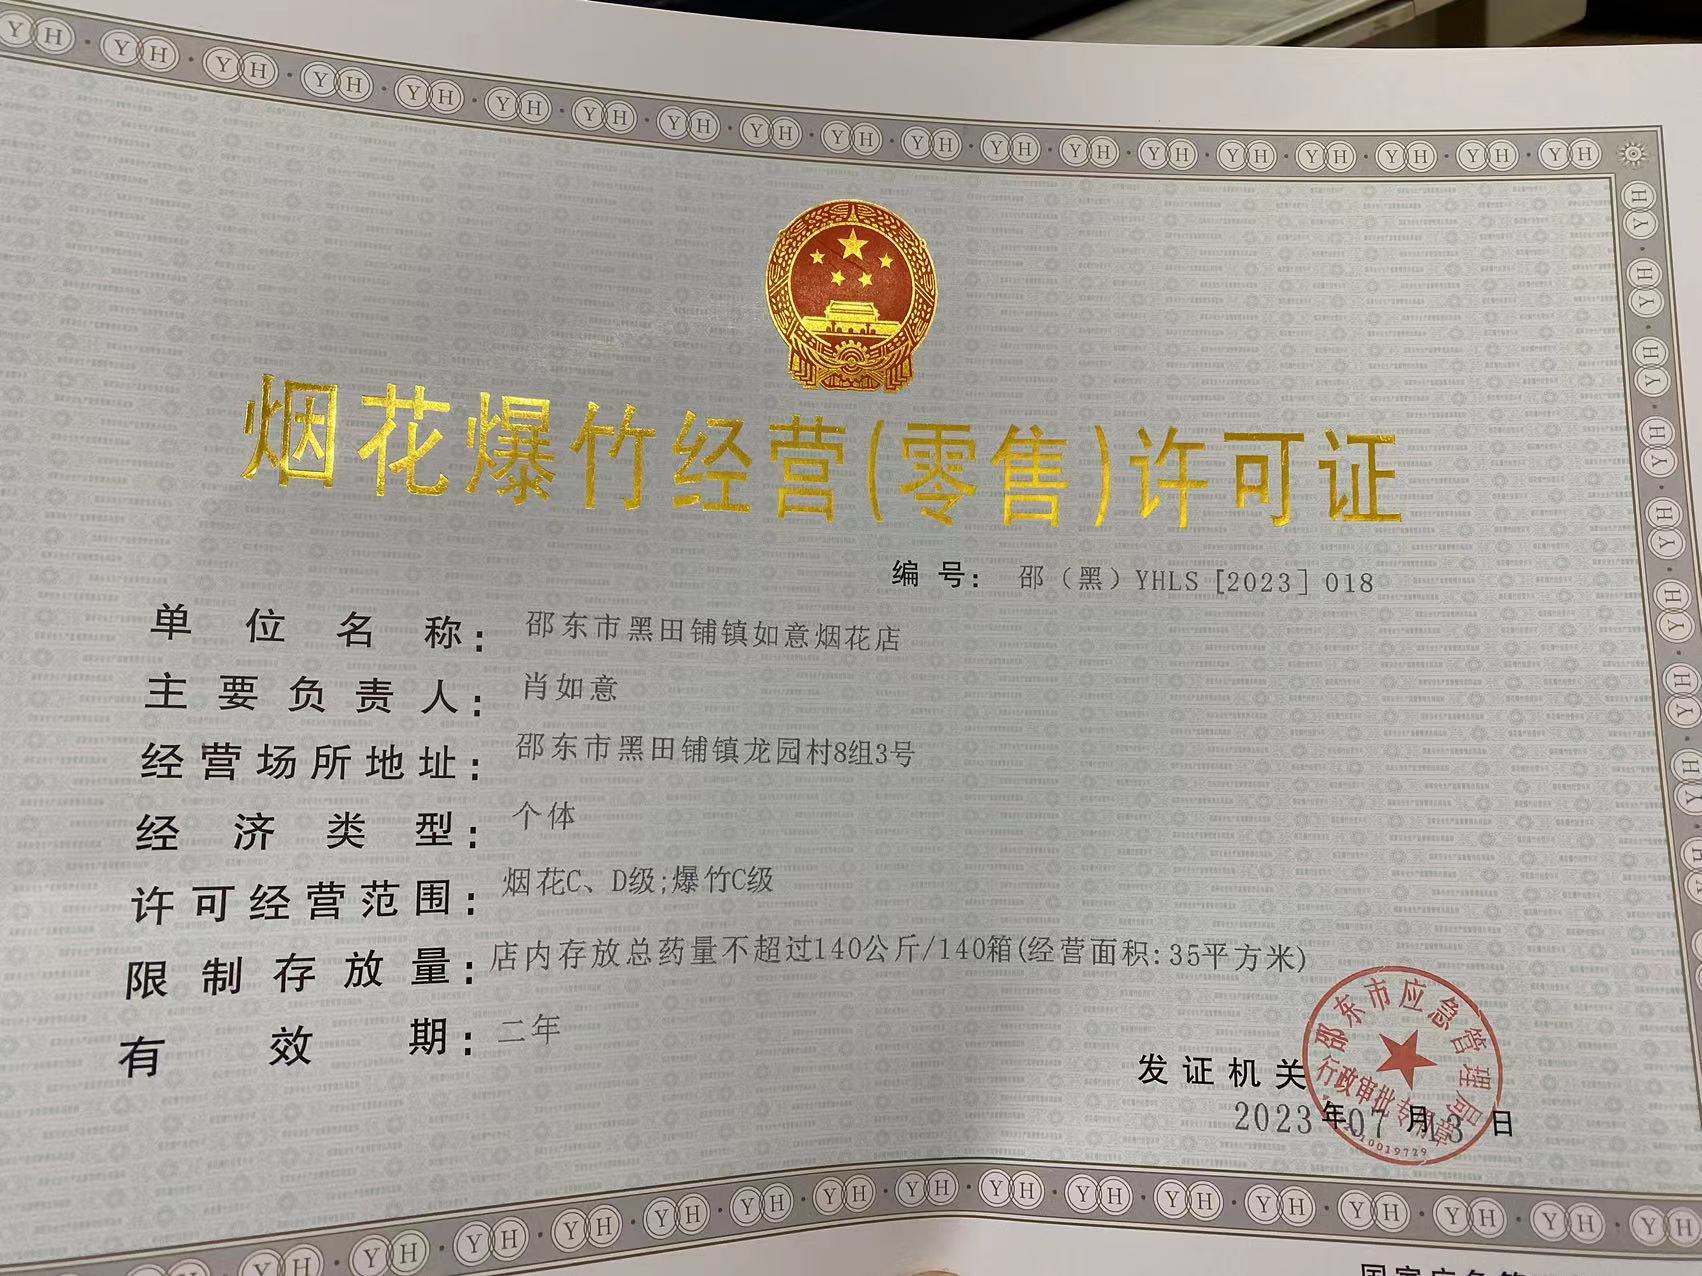 烟花爆竹经营(零售)许可证
编号： 邵（黑）YHLS［2023］018
单位名称： 邵东市黑田铺镇如意烟花店
主要负责人： 肖如意
经营场所地址： 邵东市黑田铺镇龙园村8组3号
经济类型： 个体
许可经营范围： 烟花C、D级;爆竹C级
限制存放量： 店内存放总药量不超过140公斤/140箱(经营面积:35平方米)
有效期： 二年
发证机关
邵东市应急管理局
行政审批专用章
2023年07月13日